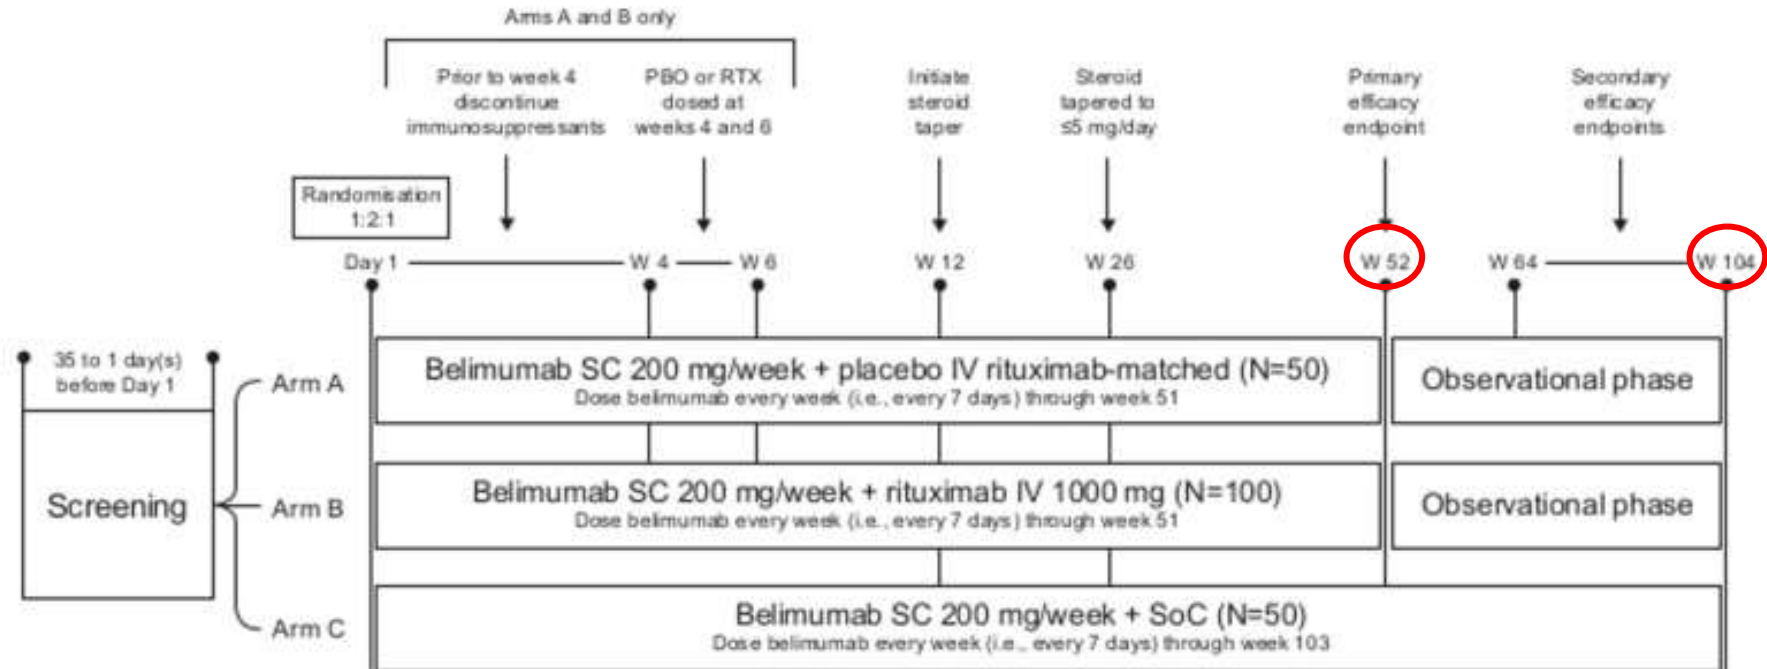 Arms A and B only
Prior to week 4
discontinue
immunosuppressants
PBO or RTX
dosed at
weeks 4 and 6
Initiate
steroid
taper
Steroid
tapered to
≤5 mg/day
Primary
efficacy
endpoint
Secondary
efficacy
endpoints
Randomisation
1:2:1
Day 1
W 4
W 6
W 12
W 26
W 52
W 64
W 104
35 to 1 day(s)
before Day 1
Screening
Arm A
Belimumab SC 200 mg/week + placebo IV rituximab-matched (N=50)
Dose belimumab every week (i.e., every 7 days) through week 51
Observational phase
Arm B
Belimumab SC 200 mg/week + rituximab IV 1000 mg (N=100)
Dose belimumab every week (i.e., every 7 days) through week 51
Observational phase
Arm C
Belimumab SC 200 mg/week + SoC (N=50)
Dose belimumab every week (i.e., every 7 days) through week 103